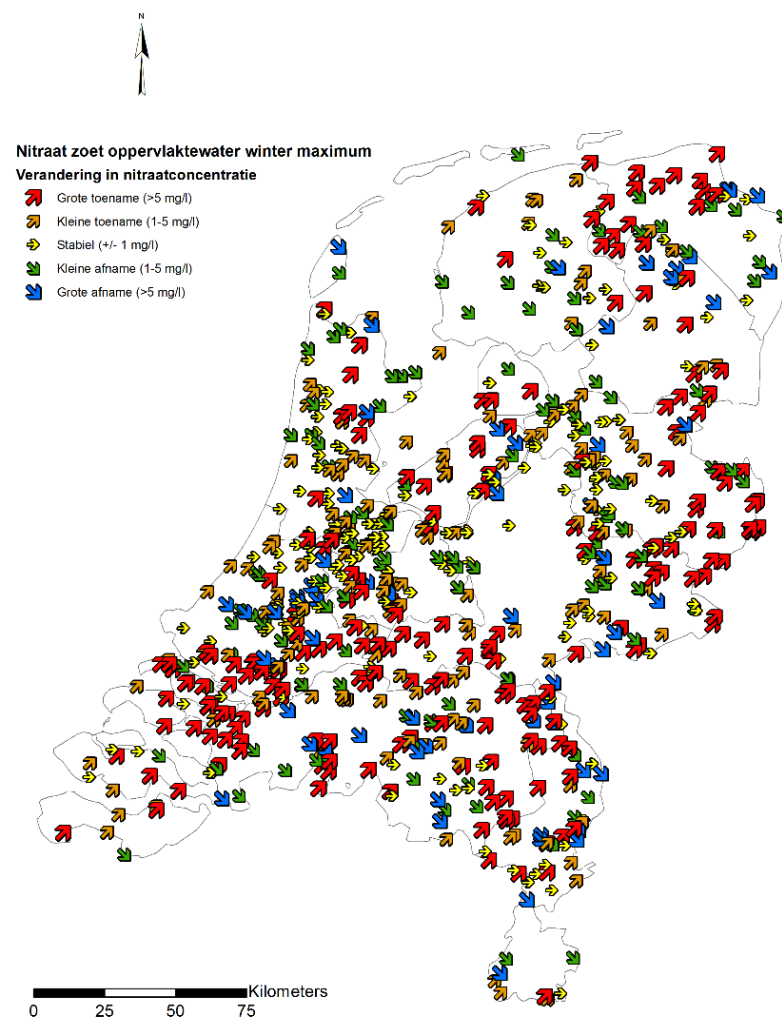 N
Nitraat zoet oppervlaktewater winter maximum
Verandering in nitraatconcentratie
Grote toename (>5 mg/l)
Kleine toename (1-5 mg/l)
Stabiel (+/- 1 mg/l)
Kleine afname (1-5 mg/l)
Grote afname (>5 mg/l)
Kilometers
0 25 50 75